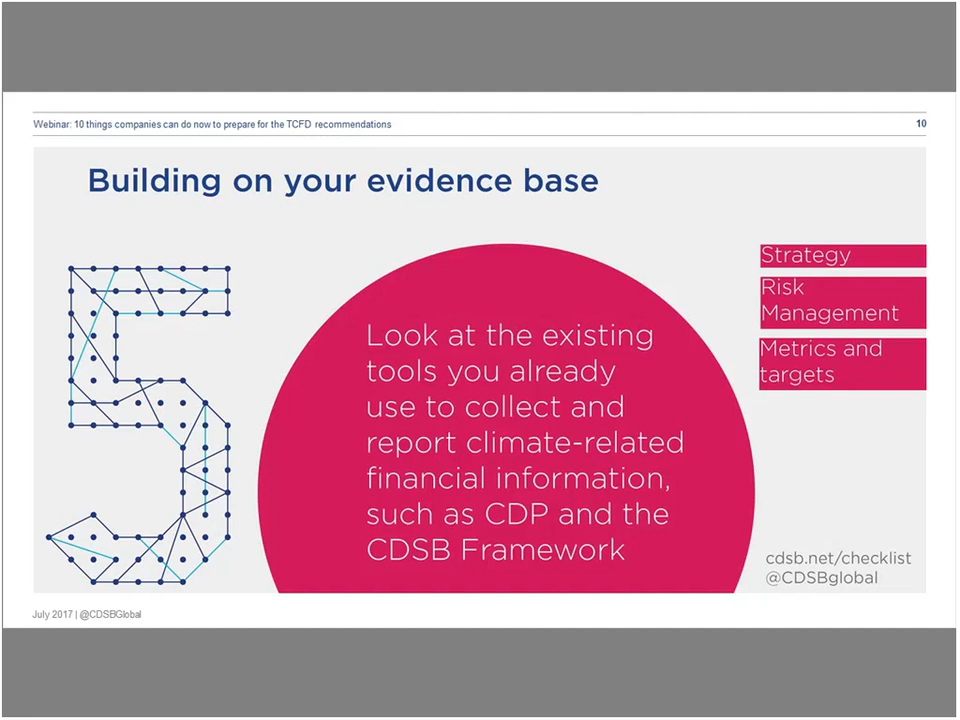 Webinar: 10 things companies can do now to prepare for the TCFD recommendations
10
Building on your evidence base
5
Look at the existing
tools you already
use to collect and
report climate-related
financial information,
such as CDP and the
CDSB Framework
Strategy
Risk
Management
Metrics and
targets
cdsb.net/checklist
@CDSBglobal
July 2017 | @CDSBGlobal